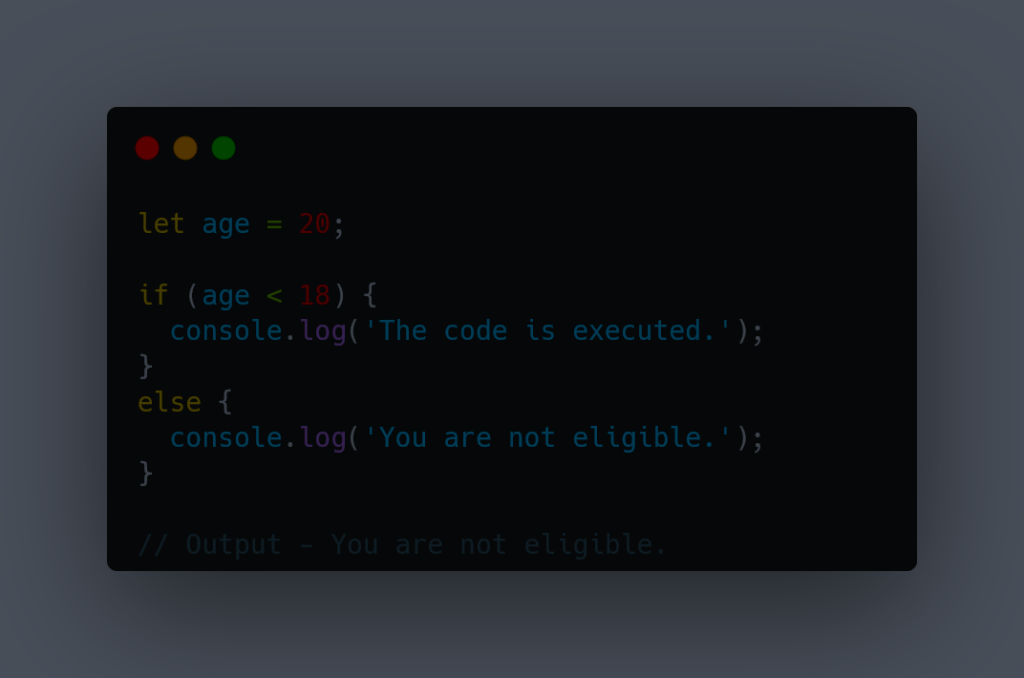 let age = 20;
if (age < 18) {
  console.log('The code is executed.');
}
else {
  console.log('You are not eligible.');
}
// Output - You are not eligible.